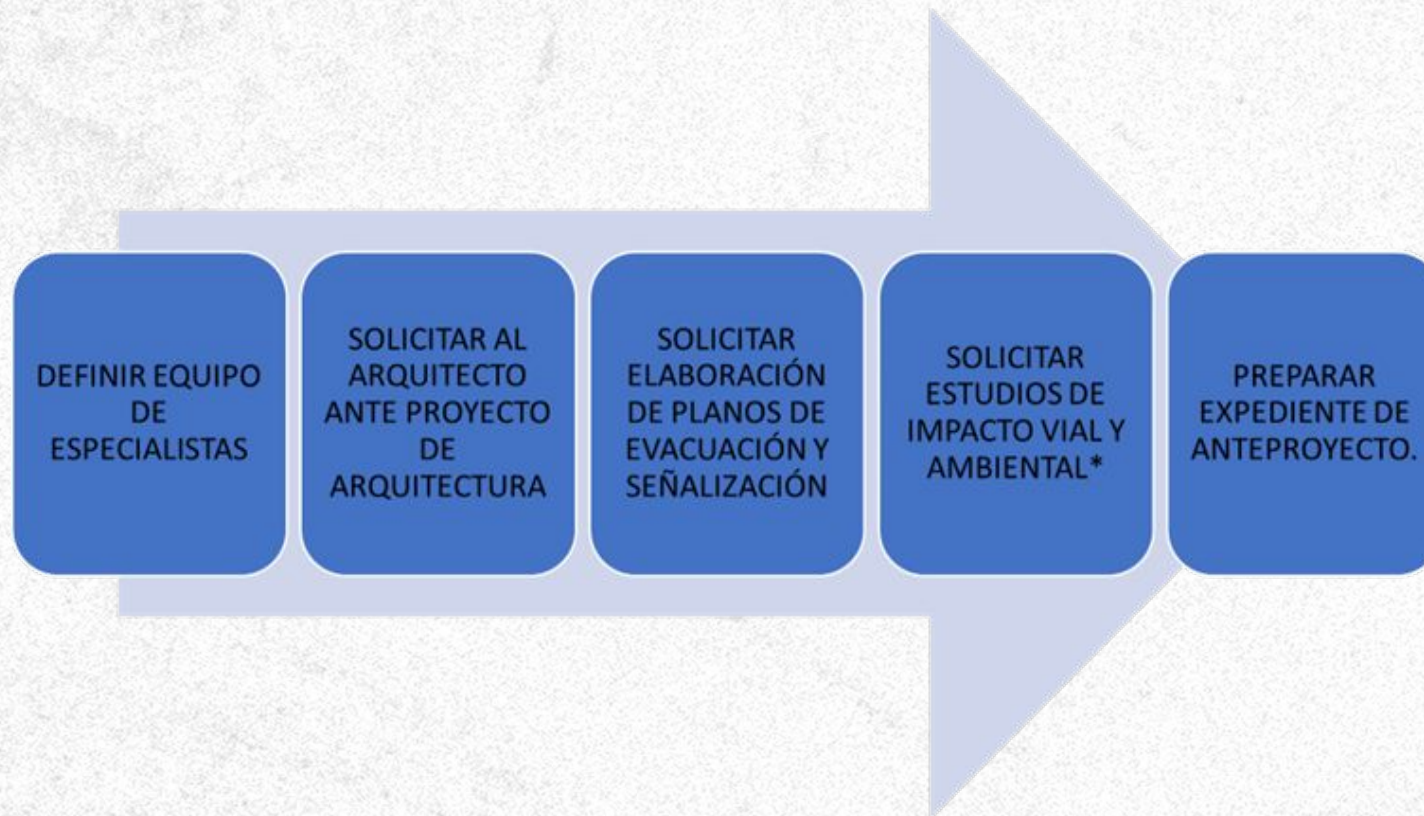 DEFINIR EQUIPO
DE
ESPECIALISTAS
SOLICITAR AL
ARQUITECTO
ANTE PROYECTO
DE
ARQUITECTURA
SOLICITAR
ELABORACIÓN
DE PLANOS DE
EVACUACIÓN Y
SEÑALIZACIÓN
SOLICITAR
ESTUDIOS DE
IMPACTO VIAL Y
AMBIENTAL*
PREPARAR
EXPEDIENTE DE
ANTEPROYECTO.